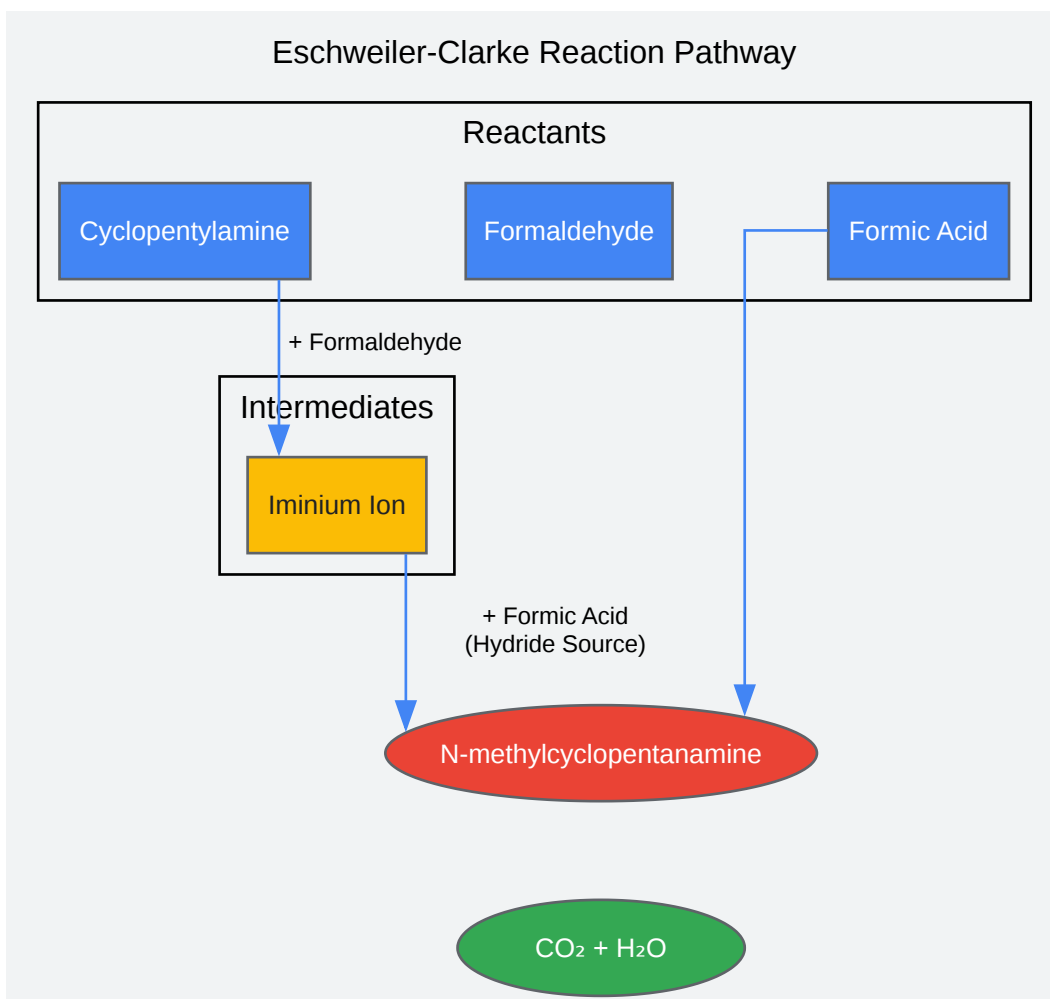 Eschweiler-Clarke Reaction Pathway
Reactants
Cyclopentylamine
Formaldehyde
Formic Acid
+ Formaldehyde
Intermediates
Iminium Ion
+ Formic Acid
(Hydride Source)
N-methylcyclopentanamine
CO₂ + H₂O